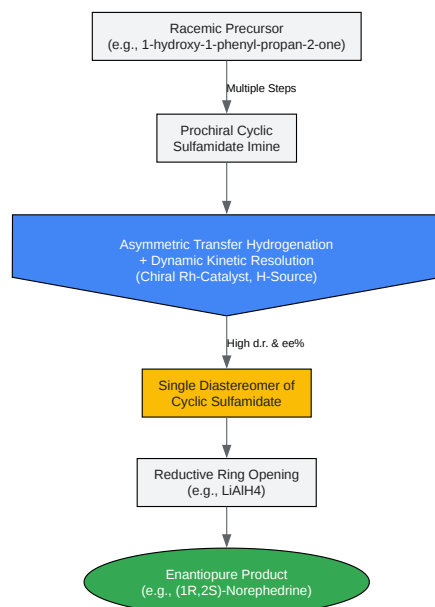 Racemic Precursor
(e.g., 1-hydroxy-1-phenyl-propan-2-one)
Multiple Steps
Prochiral Cyclic
Sulfamidate Imine
Asymmetric Transfer Hydrogenation
+ Dynamic Kinetic Resolution
(Chiral Rh-Catalyst, H-Source)
High d.r. & ee%
Single Diastereomer of
Cyclic Sulfamidate
Reductive Ring Opening
(e.g., LiAlH4)
Enantiopure Product
(e.g., (1R,2S)-Norephedrine)